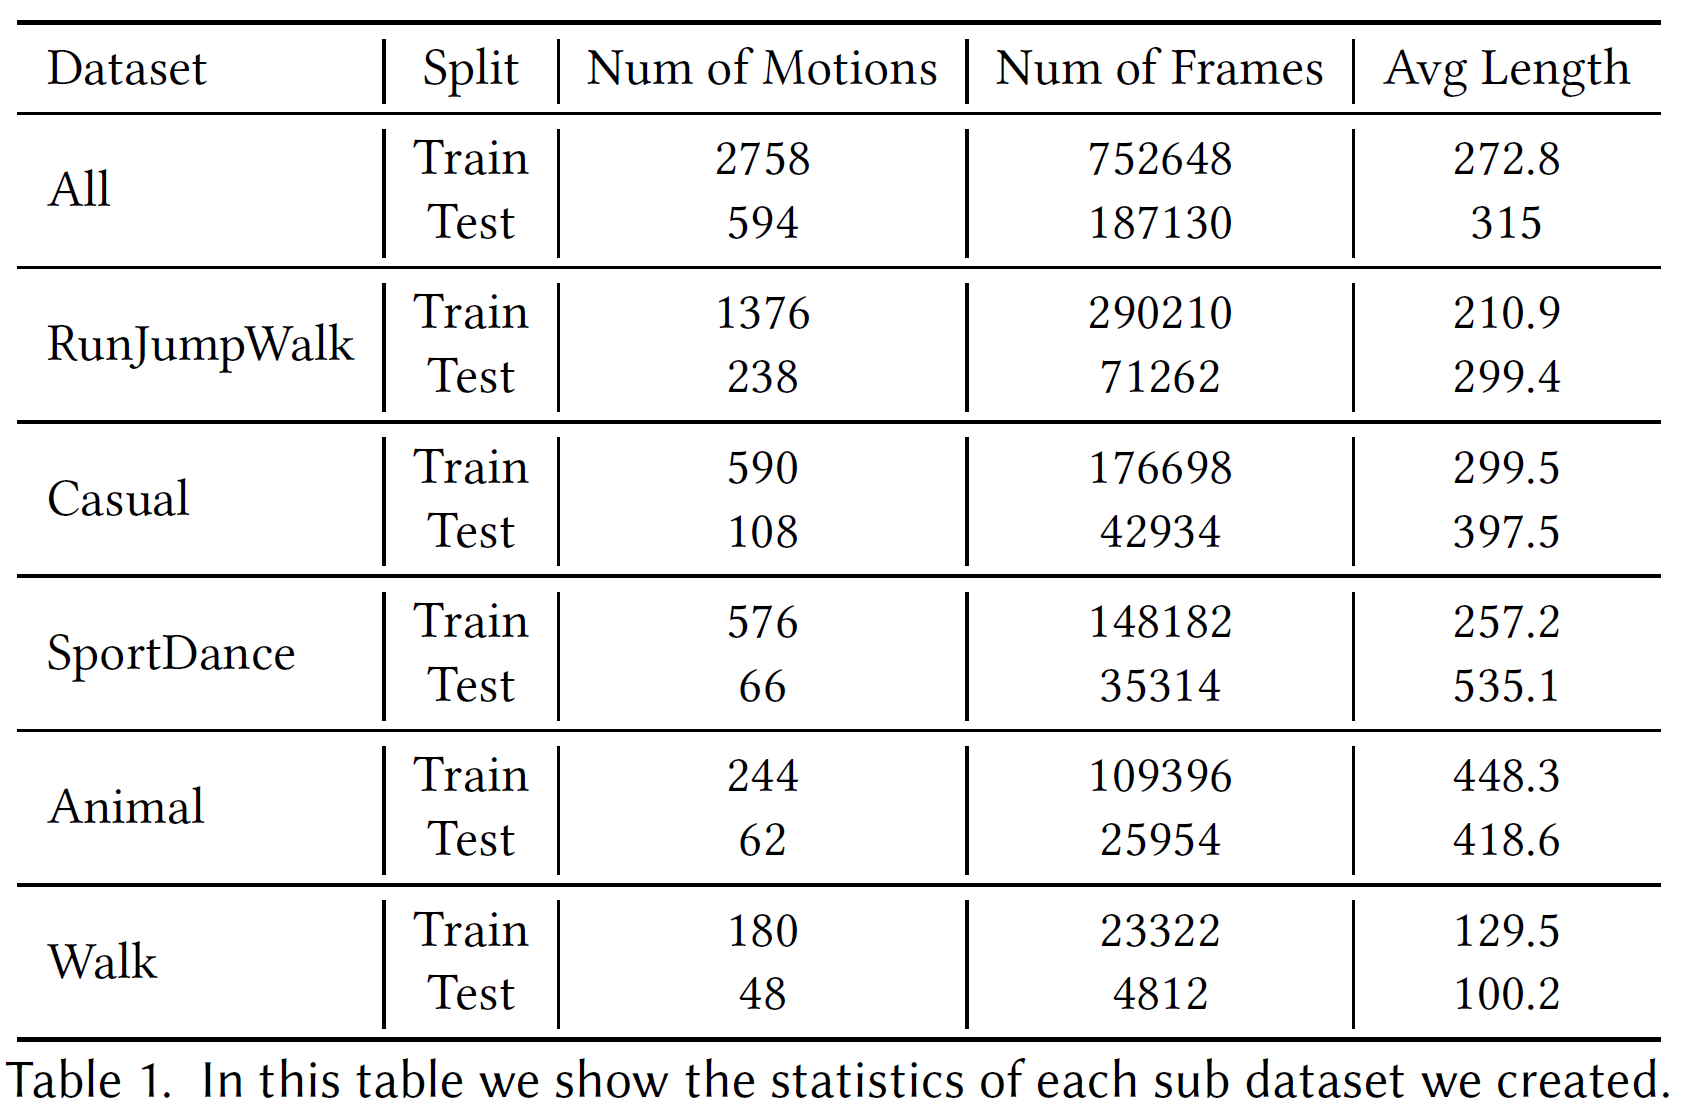 Dataset Split Num of Motions Num of Frames Avg Length
All Train 2758 752648 272.8
Test 594 187130 315
RunJumpWalk Train 1376 290210 210.9
Test 238 71262 299.4
Casual Train 590 176698 299.5
Test 108 42934 397.5
SportDance Train 576 148182 257.2
Test 66 35314 535.1
Animal Train 244 109396 448.3
Test 62 25954 418.6
Walk Train 180 23322 129.5
Test 48 4812 100.2
Table 1. In this table we show the statistics of each sub dataset we created.